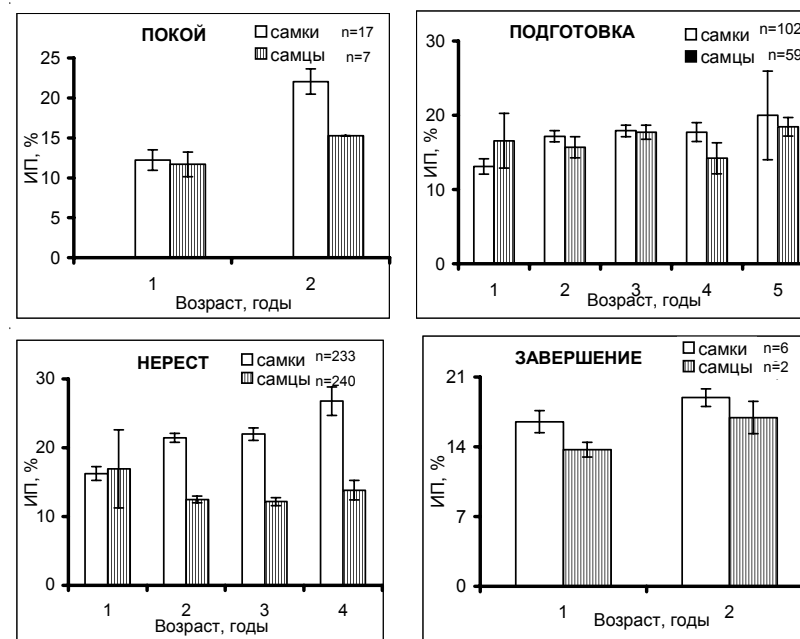 ПОКОЙ
самки n=17
самцы n=7
ИП, %
25
20
15
10
5
0
1 2
Возраст, годы
ПОДГОТОВКА
самки n=102
самцы n=59
ИП, %
30
20
10
0
1 2 3 4 5
Возраст, годы
НЕРЕСТ
самки n=233
самцы n=240
ИП, %
30
20
10
0
1 2 3 4
Возраст, годы
ЗАВЕРШЕНИЕ
самки n=6
самцы n=2
ИП, %
21
14
7
0
1 2
Возраст, годы